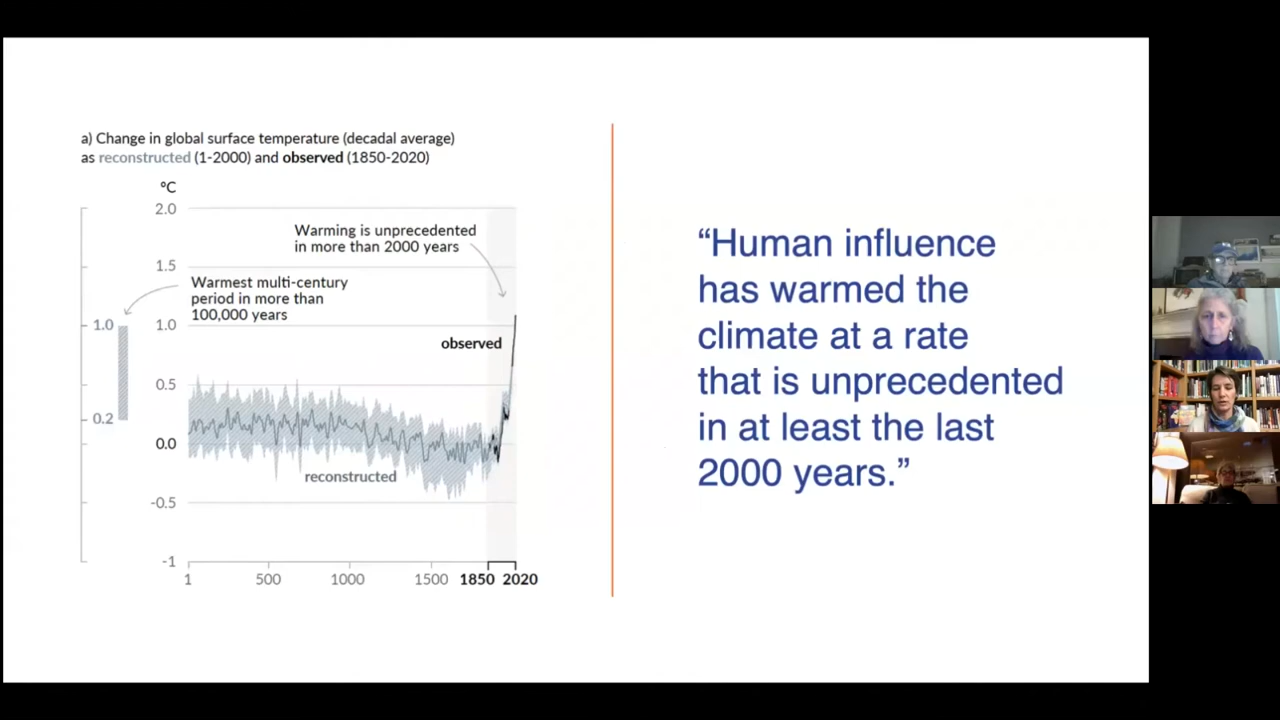 a) Change in global surface temperature (decadal average)
as reconstructed (1-2000) and observed (1850-2020)
°C
2.0
Warming is unprecedented
in more than 2000 years
1.5
Warmest multi-century
period in more than
100,000 years
1.0
1.0
observed
0.5
0.2
0.0
reconstructed
-0.5
-1
1 500 1000 1500 1850 2020
“Human influence
has warmed the
climate at a rate
that is unprecedented
in at least the last
2000 years.”